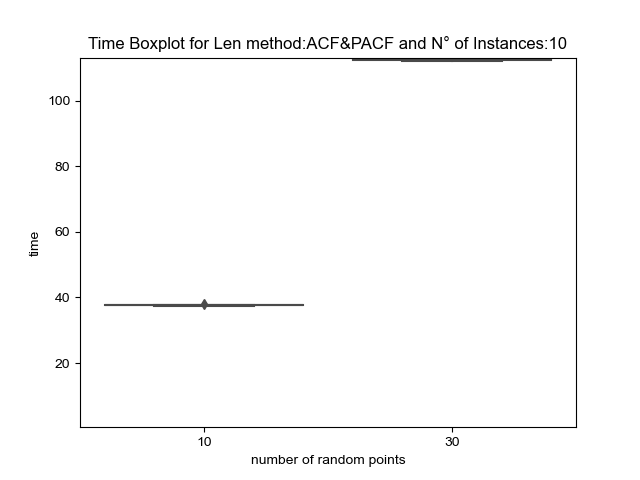 Time Boxplot for Len method:ACF&PACF and N° of Instances:10
100
80
60
40
20
time
10
30
number of random points